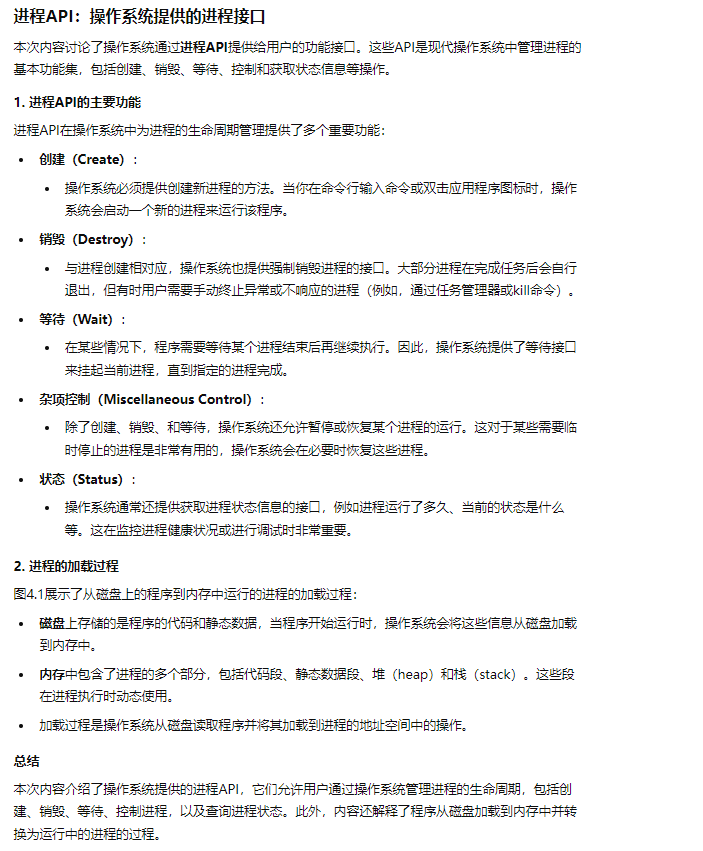 进程API：操作系统提供的进程接口
本次内容讨论了操作系统通过进程API提供给用户的功能接口。这些API是现代操作系统中管理进程的
基本功能集，包括创建、销毁、等待、控制和获取状态信息等操作。
1. 进程API的主要功能
进程API在操作系统中为进程的生命周期管理提供了多个重要功能：
• 创建（Create）：
• 操作系统必须提供创建新进程的方法。当你在命令行输入命令或双击应用程序图标时，操作
系统会启动一个新的进程来运行该程序。
• 销毁（Destroy）：
• 与进程创建相对应，操作系统也提供强制销毁进程的接口。大部分进程在完成任务后会自行
退出，但有时用户需要手动终止异常或不响应的进程（例如，通过任务管理器或kill命令）。
• 等待（Wait）：
• 在某些情况下，程序需要等待某个进程结束后再继续执行。因此，操作系统提供了等待接口
来挂起当前进程，直到指定的进程完成。
• 杂项控制（Miscellaneous Control）：
• 除了创建、销毁、和等待，操作系统还允许暂停或恢复某个进程的运行。这对于某些需要临
时停止的进程是非常有用的，操作系统会在必要时恢复这些进程。
• 状态（Status）：
• 操作系统通常还提供获取进程状态信息的接口，例如进程运行了多久、当前的状态是什么
等。这在监控进程健康状况或进行调试时非常重要。
2. 进程的加载过程
图4.1展示了从磁盘上的程序到内存中运行的进程的加载过程：
• 磁盘上存储的是程序的代码和静态数据，当程序开始运行时，操作系统会将这些信息从磁盘加载
到内存中。
• 内存中包含了进程的多个部分，包括代码段、静态数据段、堆（heap）和栈（stack）。这些段
在进程执行时动态使用。
• 加载过程是操作系统从磁盘读取程序并将其加载到进程的地址空间中的操作。
总结
本次内容介绍了操作系统提供的进程API，它们允许用户通过操作系统管理进程的生命周期，包括创
建、销毁、等待、控制进程，以及查询进程状态。此外，内容还解释了程序从磁盘加载到内存中并转
换为运行中的进程的过程。